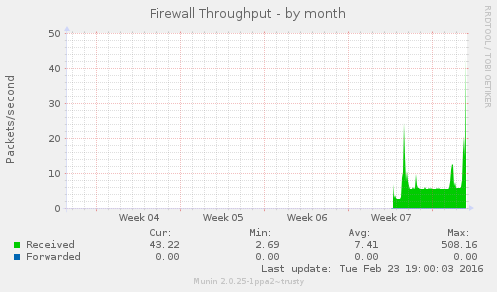 Firewall Throughput - by month
RRDTOOL / TOBI OETIKER
Packets/second
50
40
30
20
10
0
Week 04 Week 05 Week 06 Week 07
Cur: Min: Avg: Max:
Received 43.22 2.69 7.41 508.16
Forwarded 0.00 0.00 0.00 0.00
Last update: Tue Feb 23 19:00:03 2016
Munin 2.0.25-1ppa2~trusty